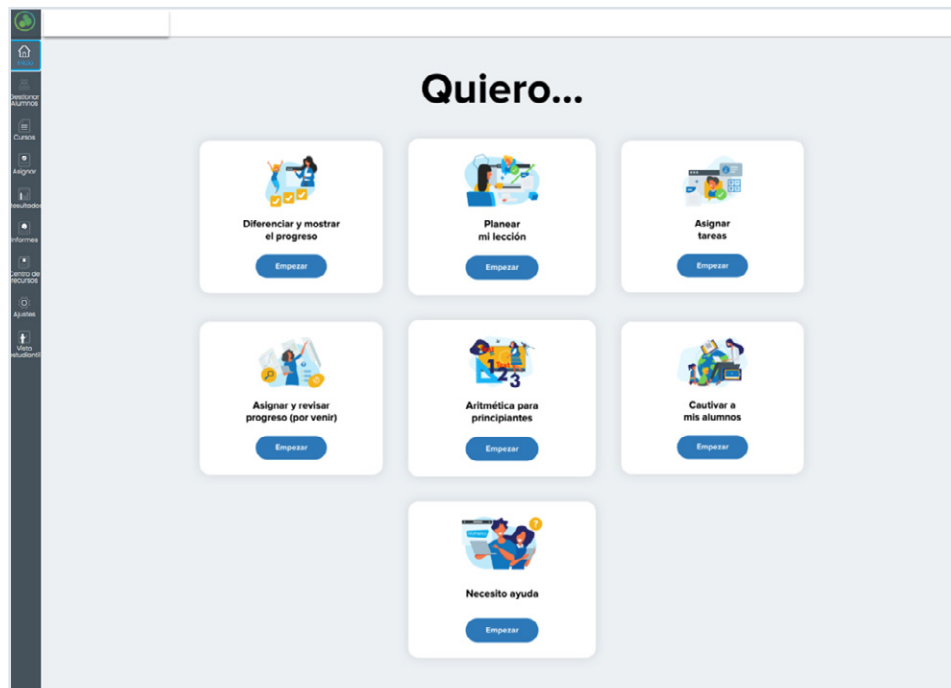 Quiero...
Inicio
Gestionar
Alumnos
Cursos
Asignar
Resultados
Informes
Centro de
recursos
Ajustes
Vista
estudiantil
Diferenciar y mostrar
el progreso
Empezar
Planear
mi lección
Empezar
Asignar
tareas
Empezar
Asignar y revisar
progreso (por venir)
Empezar
Aritmética para
principiantes
Empezar
Cautivar a
mis alumnos
Empezar
Necesito ayuda
Empezar